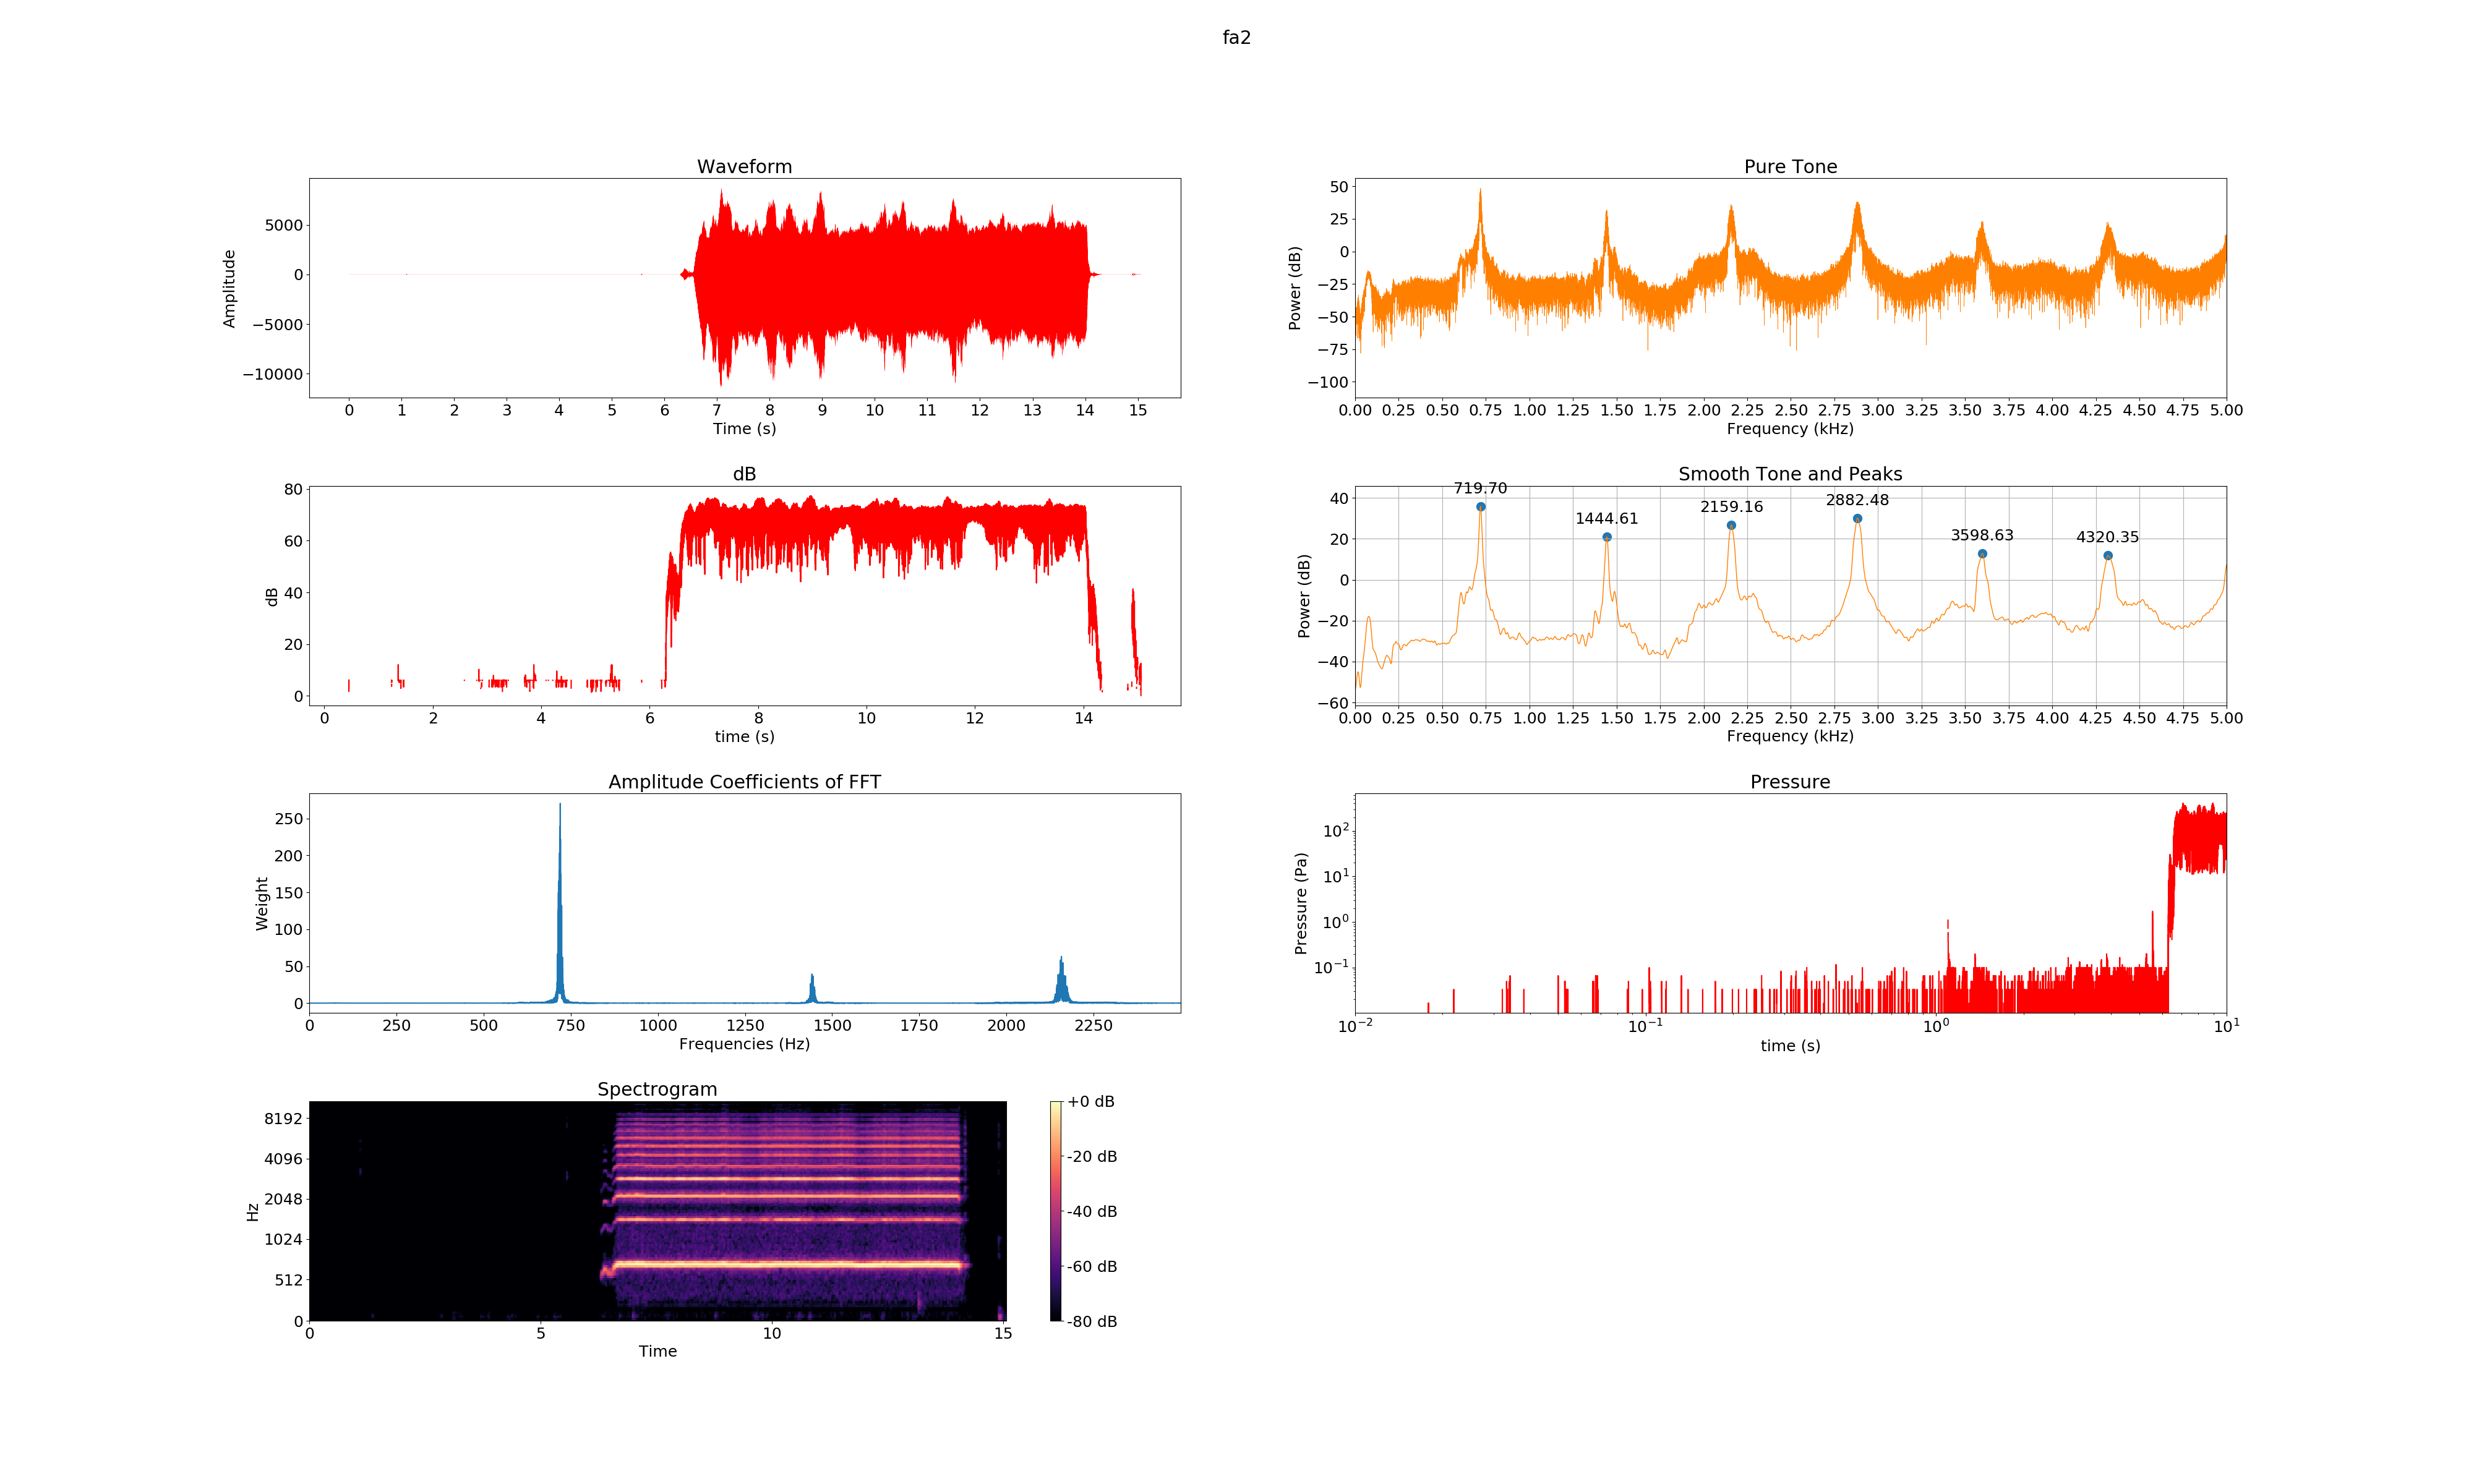 fa2
Waveform
Amplitude
5000
0
−5000
−10000
0 1 2 3 4 5 6 7 8 9 10 11 12 13 14 15
Time (s)
Pure Tone
Power (dB)
50
25
0
−25
−50
−75
−100
0.00 0.25 0.50 0.75 1.00 1.25 1.50 1.75 2.00 2.25 2.50 2.75 3.00 3.25 3.50 3.75 4.00 4.25 4.50 4.75 5.00
Frequency (kHz)
dB
dB
80
60
40
20
0
0 2 4 6 8 10 12 14
time (s)
Smooth Tone and Peaks
Power (dB)
40
20
0
−20
−40
−60
719.70
1444.61
2159.16
2882.48
3598.63
4320.35
0.00 0.25 0.50 0.75 1.00 1.25 1.50 1.75 2.00 2.25 2.50 2.75 3.00 3.25 3.50 3.75 4.00 4.25 4.50 4.75 5.00
Frequency (kHz)
Amplitude Coefficients of FFT
Weight
250
200
150
100
50
0
0 250 500 750 1000 1250 1500 1750 2000 2250
Frequencies (Hz)
Pressure
Pressure (Pa)
10²
10¹
10⁰
10⁻¹
10⁻² 10⁻¹ 10⁰ 10¹
time (s)
Spectrogram
Hz
8192
4096
2048
1024
512
0
0 5 10 15
Time
+0 dB
-20 dB
-40 dB
-60 dB
-80 dB